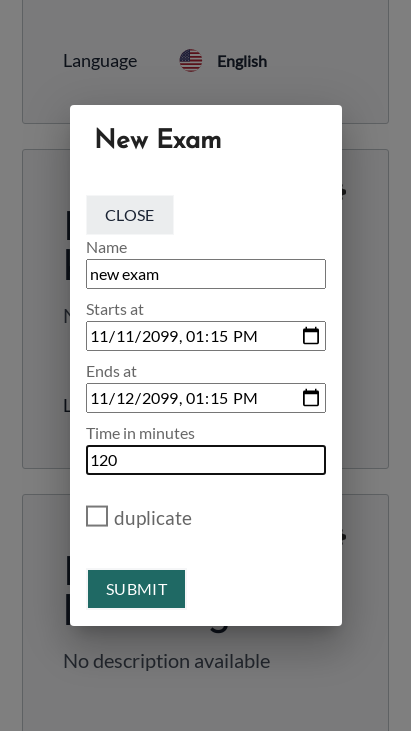 Language English
New Exam
CLOSE
Name
new exam
Starts at
11/11/2099, 01:15 PM
Ends at
11/12/2099, 01:15 PM
Time in minutes
120
duplicate
SUBMIT
No description available